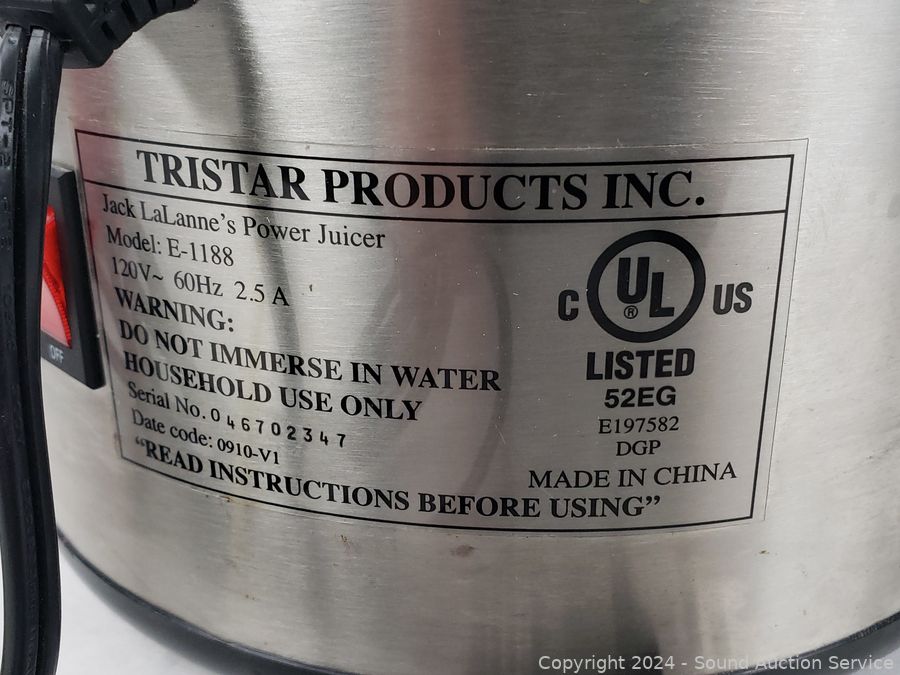 TRISTAR PRODUCTS INC.
Jack LaLanne's Power Juicer
Model: E-1188
120V~ 60Hz 2.5 A
WARNING:
DO NOT IMMERSE IN WATER
HOUSEHOLD USE ONLY
Serial No. 046702347
Date code: 0910-V1
"READ INSTRUCTIONS BEFORE USING"
C UL US
®
LISTED
52EG
E197582
DGP
MADE IN CHINA
OFF
SPT-2
Copyright 2024 - Sound Auction Service